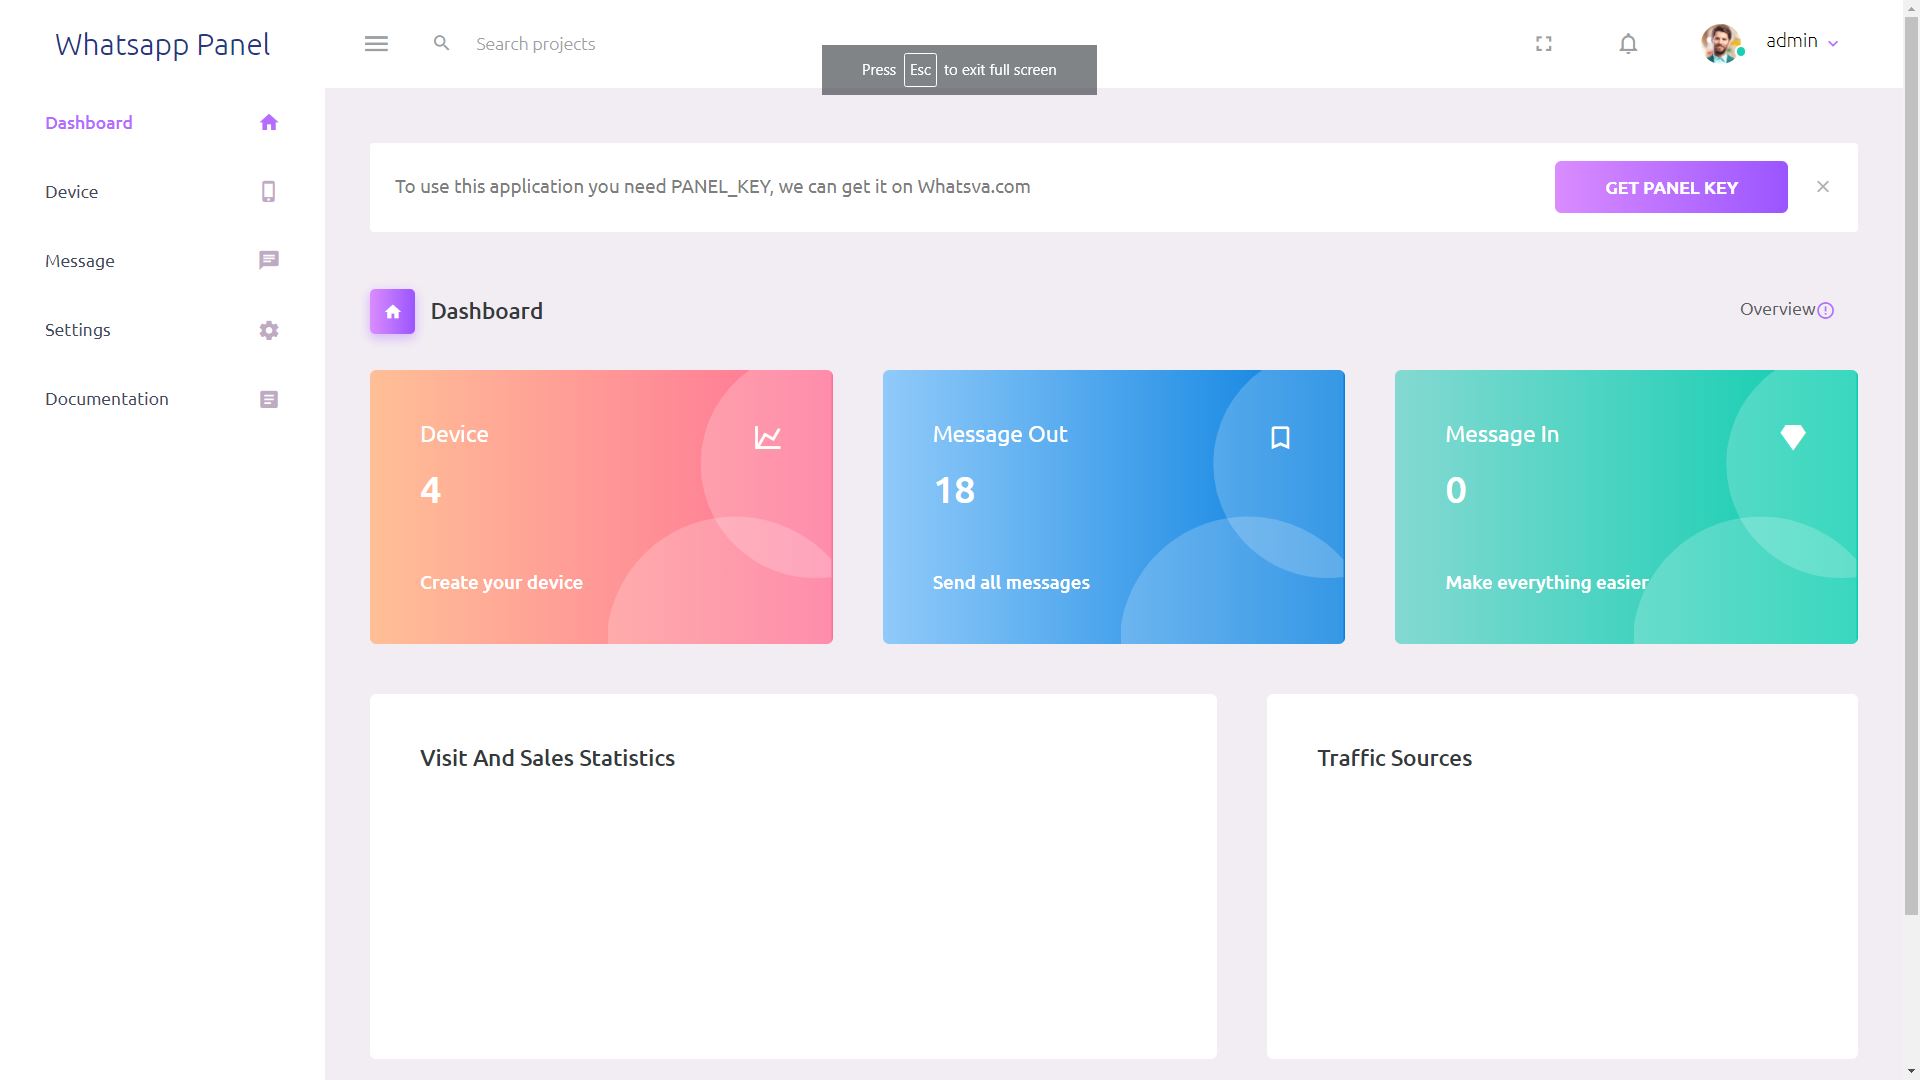 Whatsapp Panel
Search projects
Press Esc to exit full screen
admin
Dashboard
Device
Message
Settings
Documentation
To use this application you need PANEL_KEY, we can get it on Whatsva.com
GET PANEL KEY
Dashboard
Overview
Device
4
Create your device
Message Out
18
Send all messages
Message In
0
Make everything easier
Visit And Sales Statistics
Traffic Sources